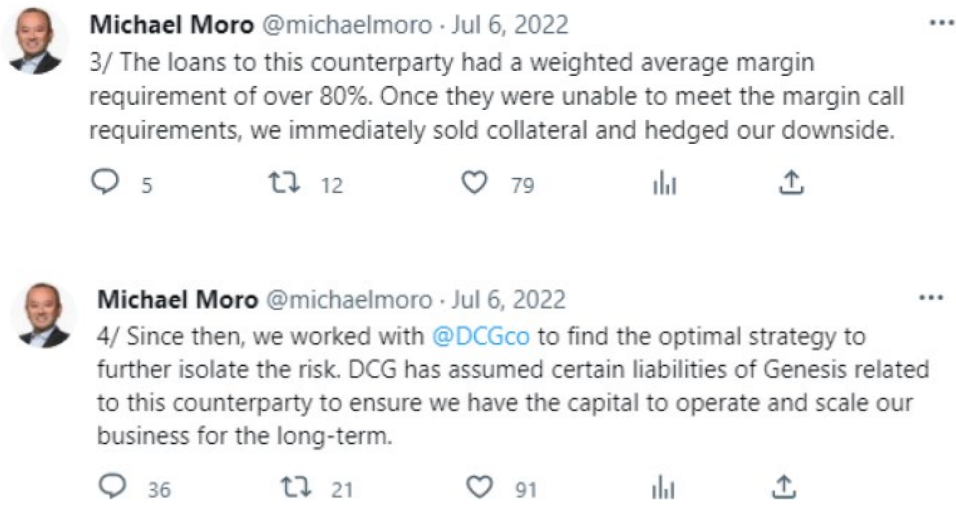 Michael Moro @michaelmoro · Jul 6, 2022 ...
3/ The loans to this counterparty had a weighted average margin
requirement of over 80%. Once they were unable to meet the margin call
requirements, we immediately sold collateral and hedged our downside.
5 12 79
Michael Moro @michaelmoro · Jul 6, 2022 ...
4/ Since then, we worked with @DCGco to find the optimal strategy to
further isolate the risk. DCG has assumed certain liabilities of Genesis related
to this counterparty to ensure we have the capital to operate and scale our
business for the long-term.
36 21 91